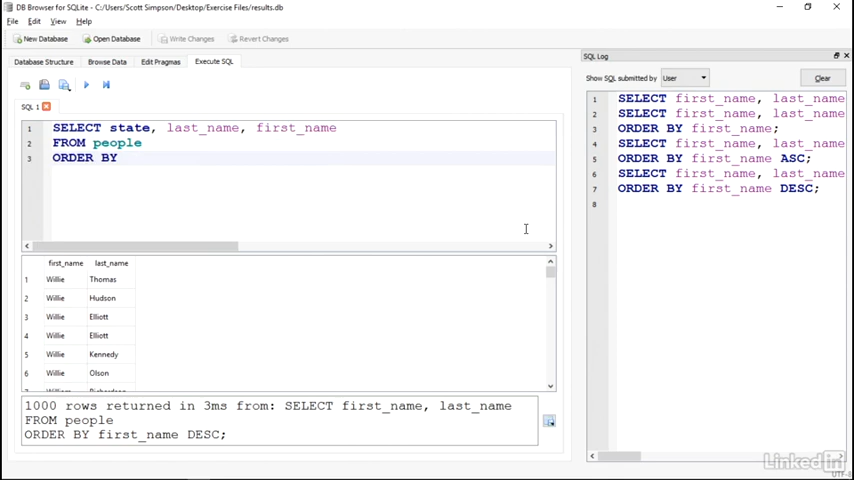 DB Browser for SQLite - C:/Users/Scott Simpson/Desktop/Exercise Files/results.db
File Edit View Help
New Database Open Database Write Changes Revert Changes
Database Structure Browse Data Edit Pragmas Execute SQL
SQL 1
1 SELECT state, last_name, first_name
2 FROM people
3 ORDER BY
first_name last_name
1 Willie Thomas
2 Willie Hudson
3 Willie Elliott
4 Willie Elliott
5 Willie Kennedy
6 Willie Olson
1000 rows returned in 3ms from: SELECT first_name, last_name
FROM people
ORDER BY first_name DESC;
SQL Log
Show SQL submitted by User Clear
1 SELECT first_name, last_name
2 SELECT first_name, last_name
3 ORDER BY first_name;
4 SELECT first_name, last_name
5 ORDER BY first_name ASC;
6 SELECT first_name, last_name
7 ORDER BY first_name DESC;
8
LinkedIn
UTF-8